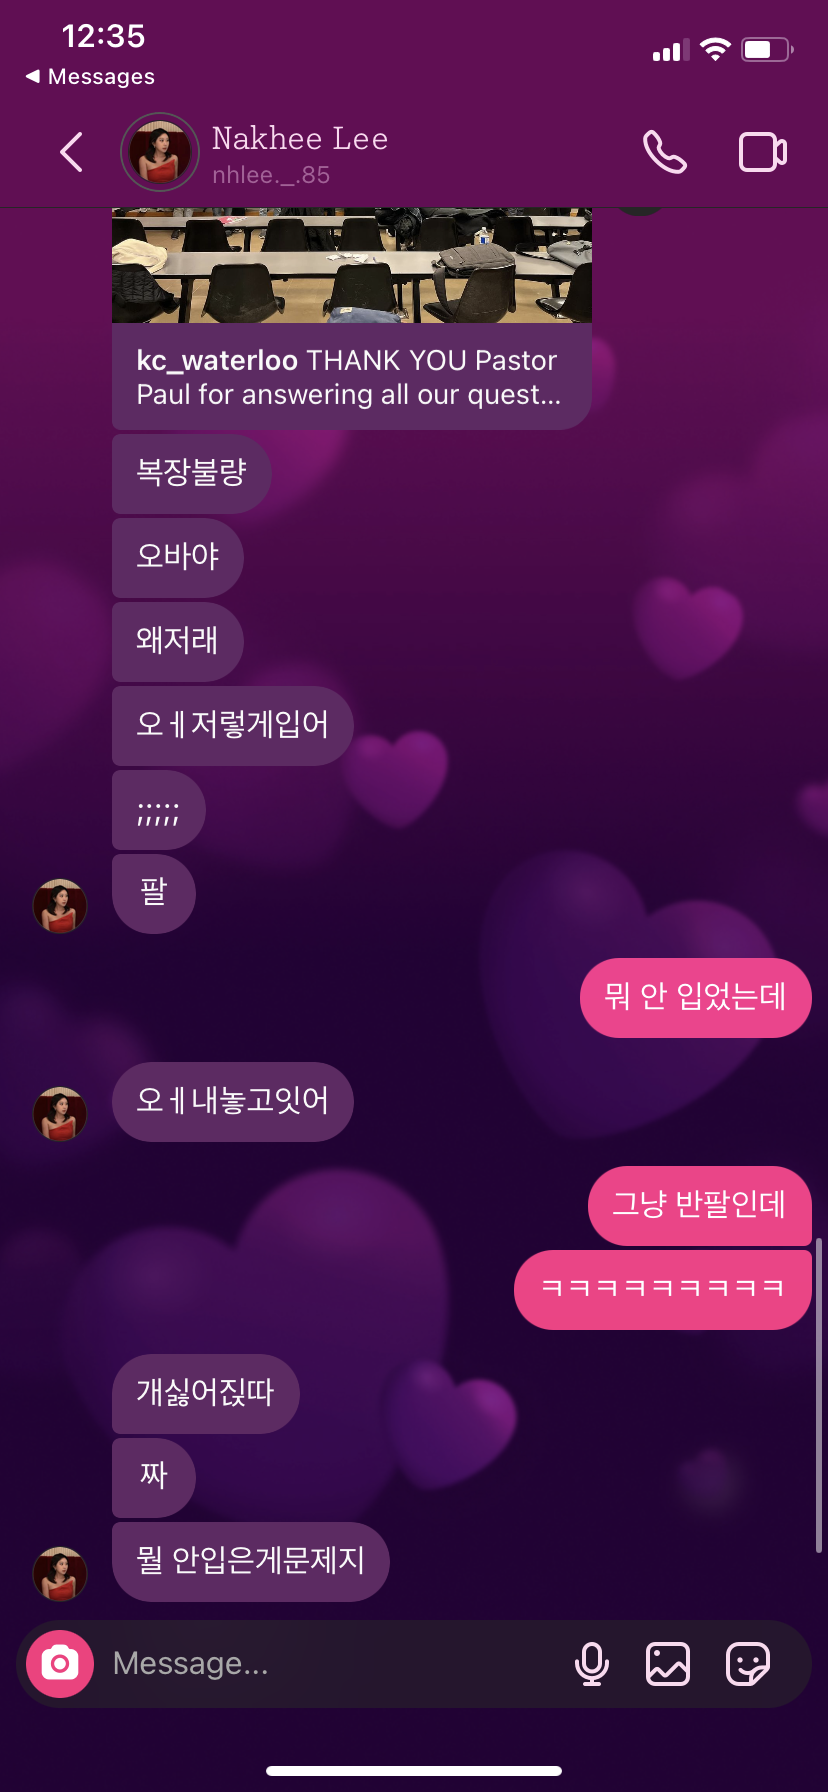 12:35
Messages
Nakhee Lee
nhlee._.85
kc_waterloo THANK YOU Pastor
Paul for answering all our quest...
복장불량
오바야
왜저래
오ㅔ저렇게입어
;;;;;
팔
뭐 안 입었는데
오ㅔ내놓고잇어
그냥 반팔인데
ㅋㅋㅋㅋㅋㅋㅋㅋㅋ
개싫어짅따
짜
뭘 안입은게문제지
Message...